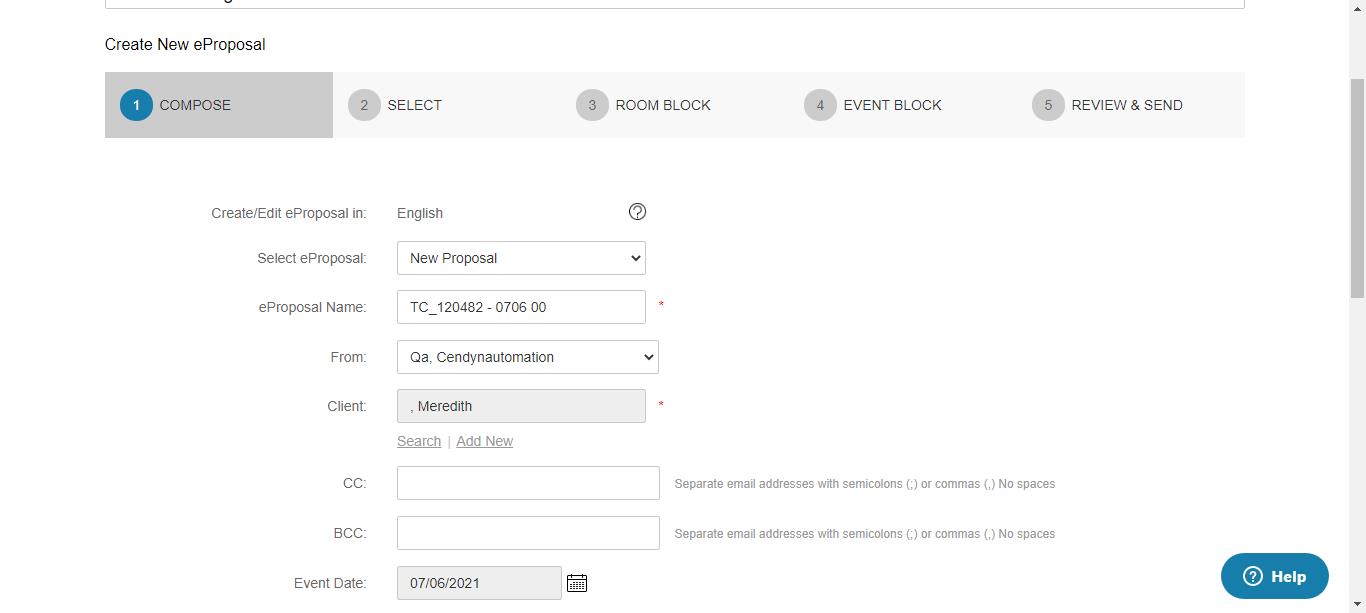 Create New eProposal
1 COMPOSE 2 SELECT 3 ROOM BLOCK 4 EVENT BLOCK 5 REVIEW & SEND
Create/Edit eProposal in: English
Select eProposal: New Proposal
eProposal Name: TC_120482 - 0706 00 *
From: Qa, Cendynautomation
Client: , Meredith *
Search | Add New
CC: Separate email addresses with semicolons (;) or commas (,) No spaces
BCC: Separate email addresses with semicolons (;) or commas (,) No spaces
Event Date: 07/06/2021
Help